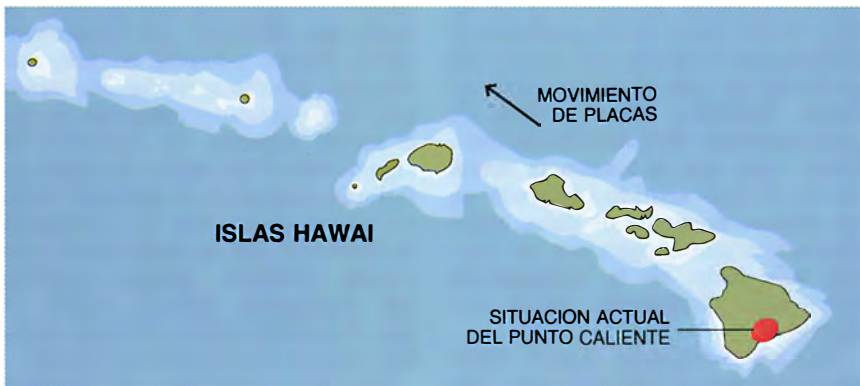 MOVIMIENTO
DE PLACAS
ISLAS HAWAI
SITUACION ACTUAL
DEL PUNTO CALIENTE